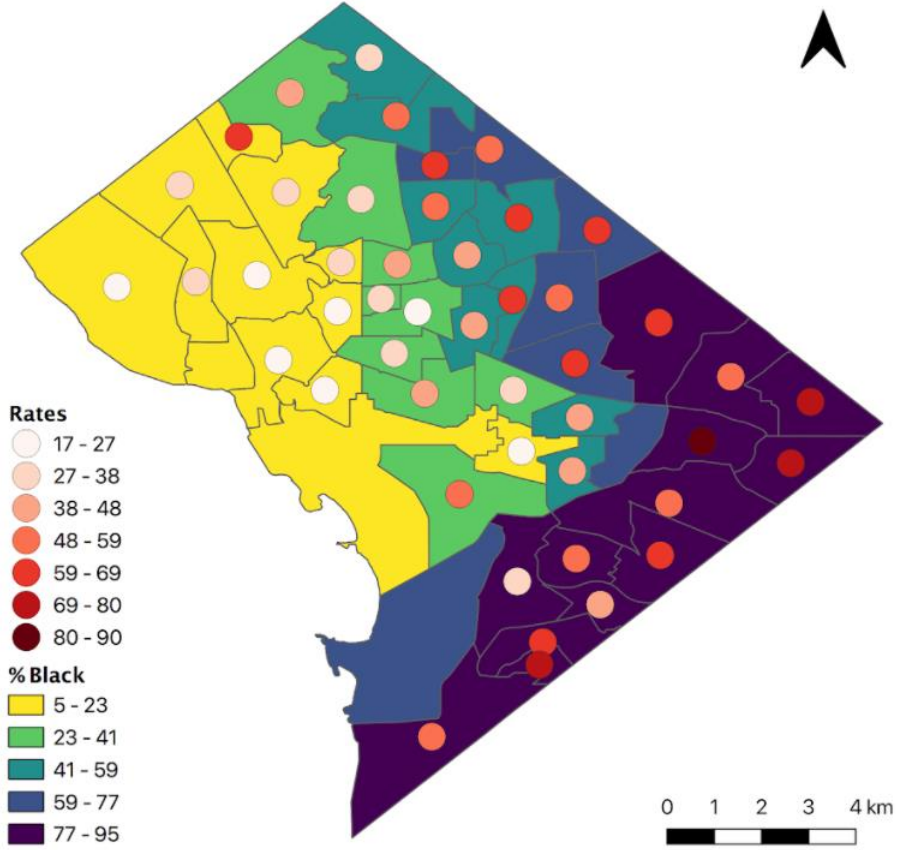 Rates
17 - 27
27 - 38
38 - 48
48 - 59
59 - 69
69 - 80
80 - 90
% Black
5 - 23
23 - 41
41 - 59
59 - 77
77 - 95
0 1 2 3 4 km